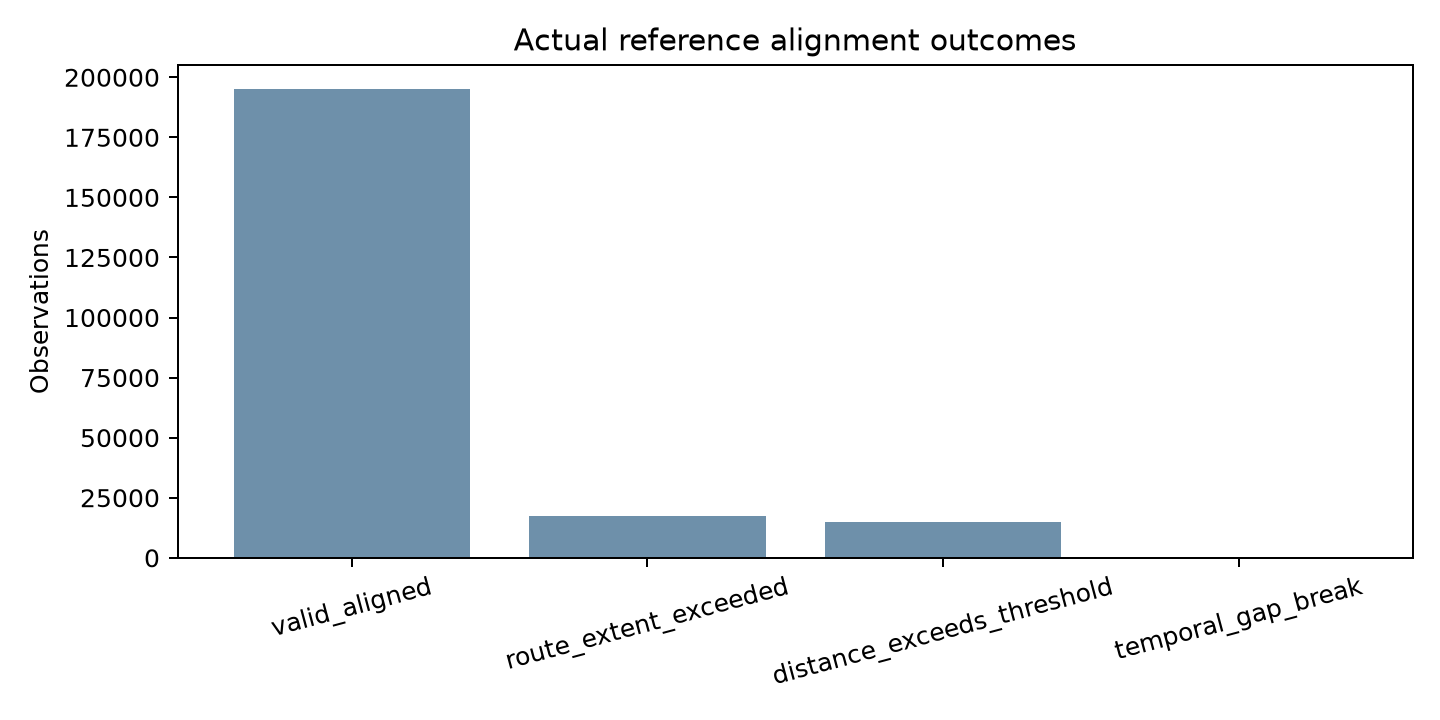 Actual reference alignment outcomes
Observations
200000
175000
150000
125000
100000
75000
50000
25000
0
valid_aligned
route_extent_exceeded
distance_exceeds_threshold
temporal_gap_break